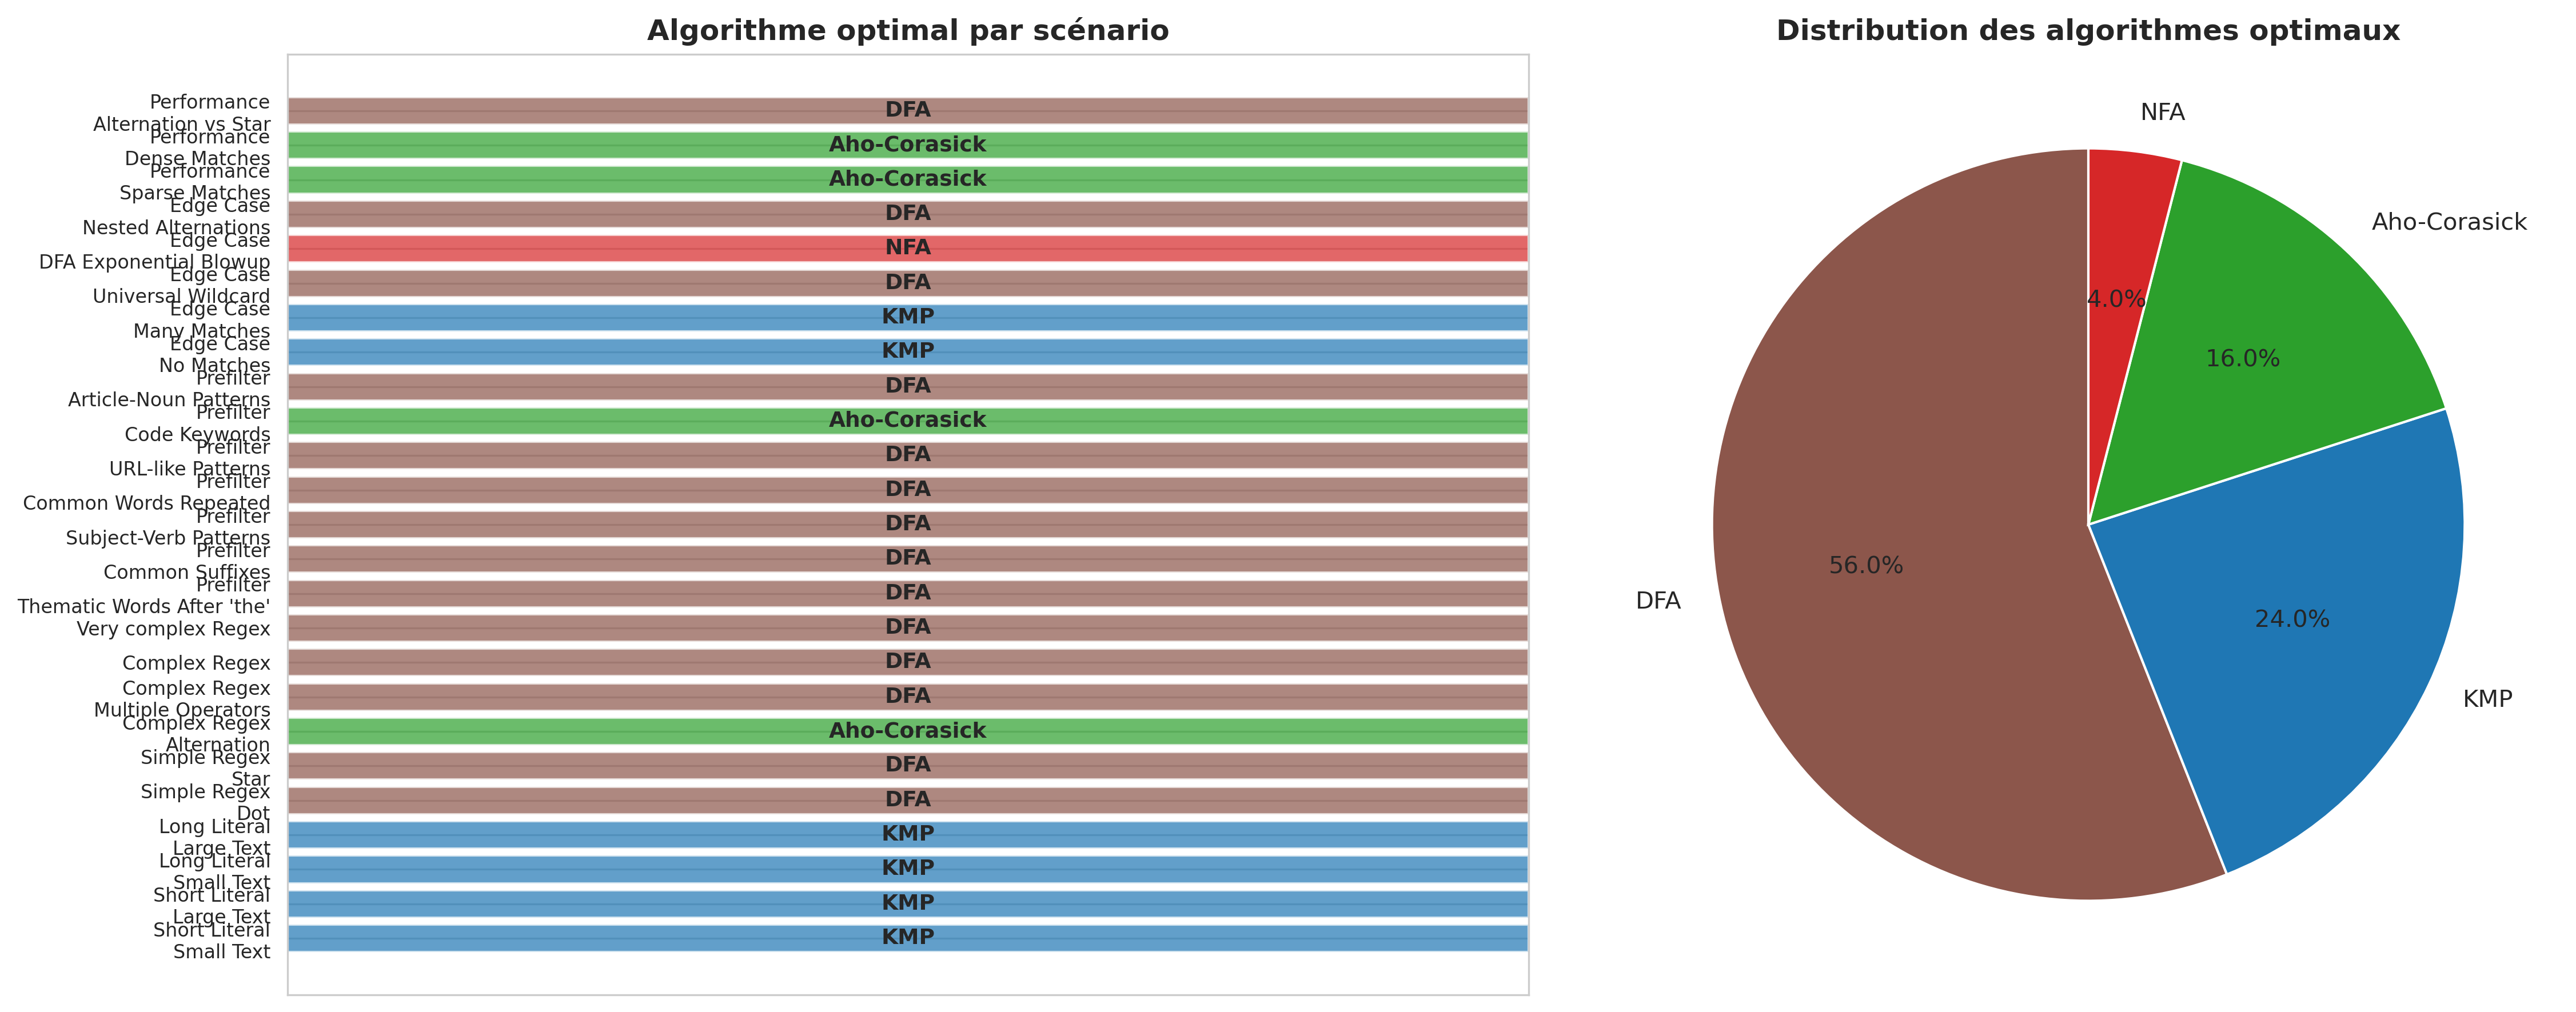 Algorithme optimal par scénario
Performance
Alternation vs Star
DFA
Performance
Dense Matches
Aho-Corasick
Performance
Sparse Matches
Aho-Corasick
Edge Case
Nested Alternations
DFA
Edge Case
DFA Exponential Blowup
NFA
Edge Case
Universal Wildcard
DFA
Edge Case
Many Matches
KMP
Edge Case
No Matches
KMP
Prefilter
Article-Noun Patterns
DFA
Prefilter
Code Keywords
Aho-Corasick
Prefilter
URL-like Patterns
DFA
Prefilter
Common Words Repeated
DFA
Prefilter
Subject-Verb Patterns
DFA
Prefilter
Common Suffixes
DFA
Prefilter
Thematic Words After 'the'
DFA
Very complex Regex
DFA
Complex Regex
DFA
Complex Regex
Multiple Operators
DFA
Complex Regex
Alternation
Aho-Corasick
Simple Regex
Star
DFA
Simple Regex
Dot
DFA
Long Literal
Large Text
KMP
Long Literal
Small Text
KMP
Short Literal
Large Text
KMP
Short Literal
Small Text
KMP
Distribution des algorithmes optimaux
NFA
4.0%
Aho-Corasick
16.0%
DFA
56.0%
KMP
24.0%